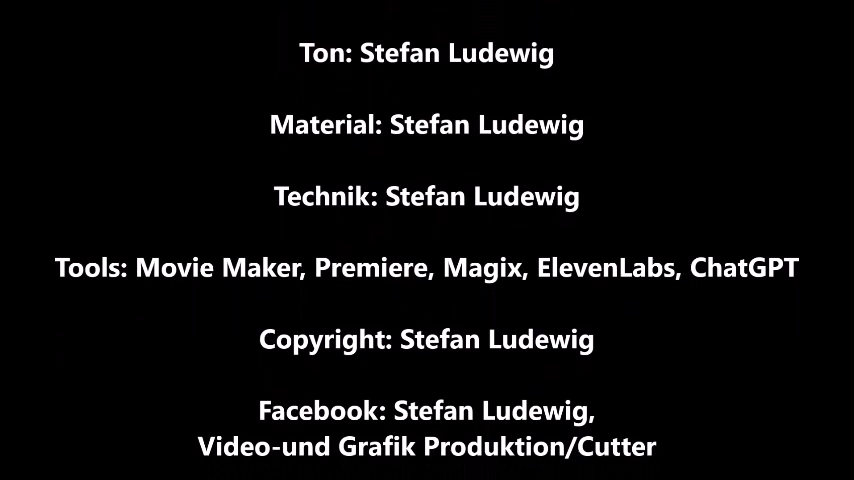 Ton: Stefan Ludewig
Material: Stefan Ludewig
Technik: Stefan Ludewig
Tools: Movie Maker, Premiere, Magix, ElevenLabs, ChatGPT
Copyright: Stefan Ludewig
Facebook: Stefan Ludewig,
Video-und Grafik Produktion/Cutter